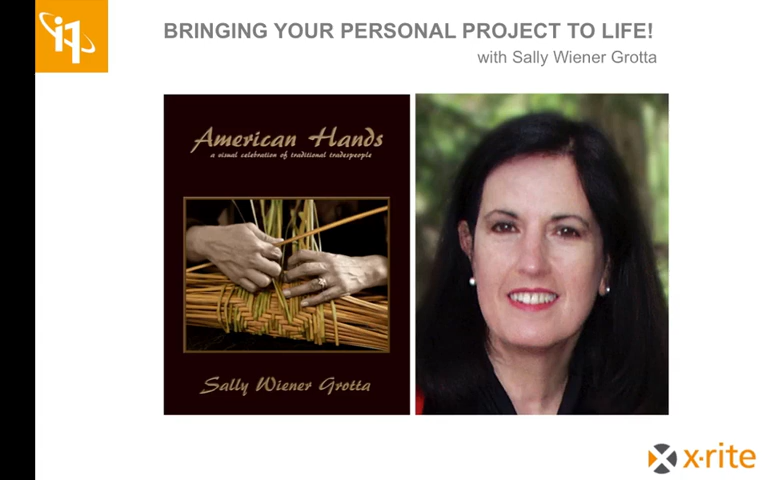 i1
BRINGING YOUR PERSONAL PROJECT TO LIFE!
with Sally Wiener Grotta
American Hands
a visual celebration of traditional tradespeople
Sally Wiener Grotta
x·rite